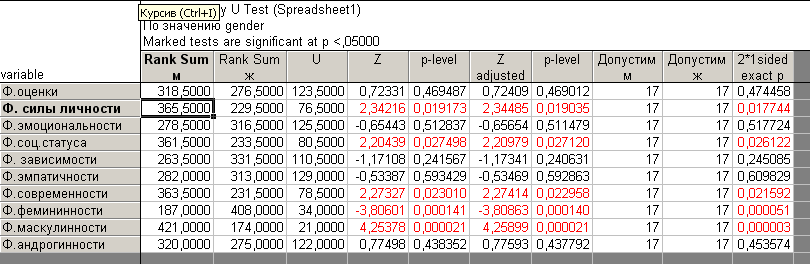 Курсив (Ctrl+I) y U Test (Spreadsheet1)
По значению gender
Marked tests are significant at p <,05000
variable Rank Sum м Rank Sum ж U Z p-level Z adjusted p-level Допустим м Допустим ж 2*1sided exact p
Ф.оценки 318,5000 276,5000 123,5000 0,72331 0,469487 0,72409 0,469012 17 17 0,474458
Ф. силы личности 365,5000 229,5000 76,5000 2,34216 0,019173 2,34485 0,019035 17 17 0,017744
Ф.эмоциональности 278,5000 316,5000 125,5000 -0,65443 0,512837 -0,65654 0,511479 17 17 0,517724
Ф.соц.статуса 361,5000 233,5000 80,5000 2,20439 0,027498 2,20979 0,027120 17 17 0,026122
Ф. зависимости 263,5000 331,5000 110,5000 -1,17108 0,241567 -1,17341 0,240631 17 17 0,245085
Ф.эмпатичности 282,0000 313,0000 129,0000 -0,53387 0,593429 -0,53469 0,592863 17 17 0,609829
Ф.современности 363,5000 231,5000 78,5000 2,27327 0,023010 2,27414 0,022958 17 17 0,021592
Ф.фемининности 187,0000 408,0000 34,0000 -3,80601 0,000141 -3,80863 0,000140 17 17 0,000051
Ф.маскулинности 421,0000 174,0000 21,0000 4,25378 0,000021 4,25899 0,000021 17 17 0,000003
Ф.андрогинности 320,0000 275,0000 122,0000 0,77498 0,438352 0,77593 0,437792 17 17 0,453574